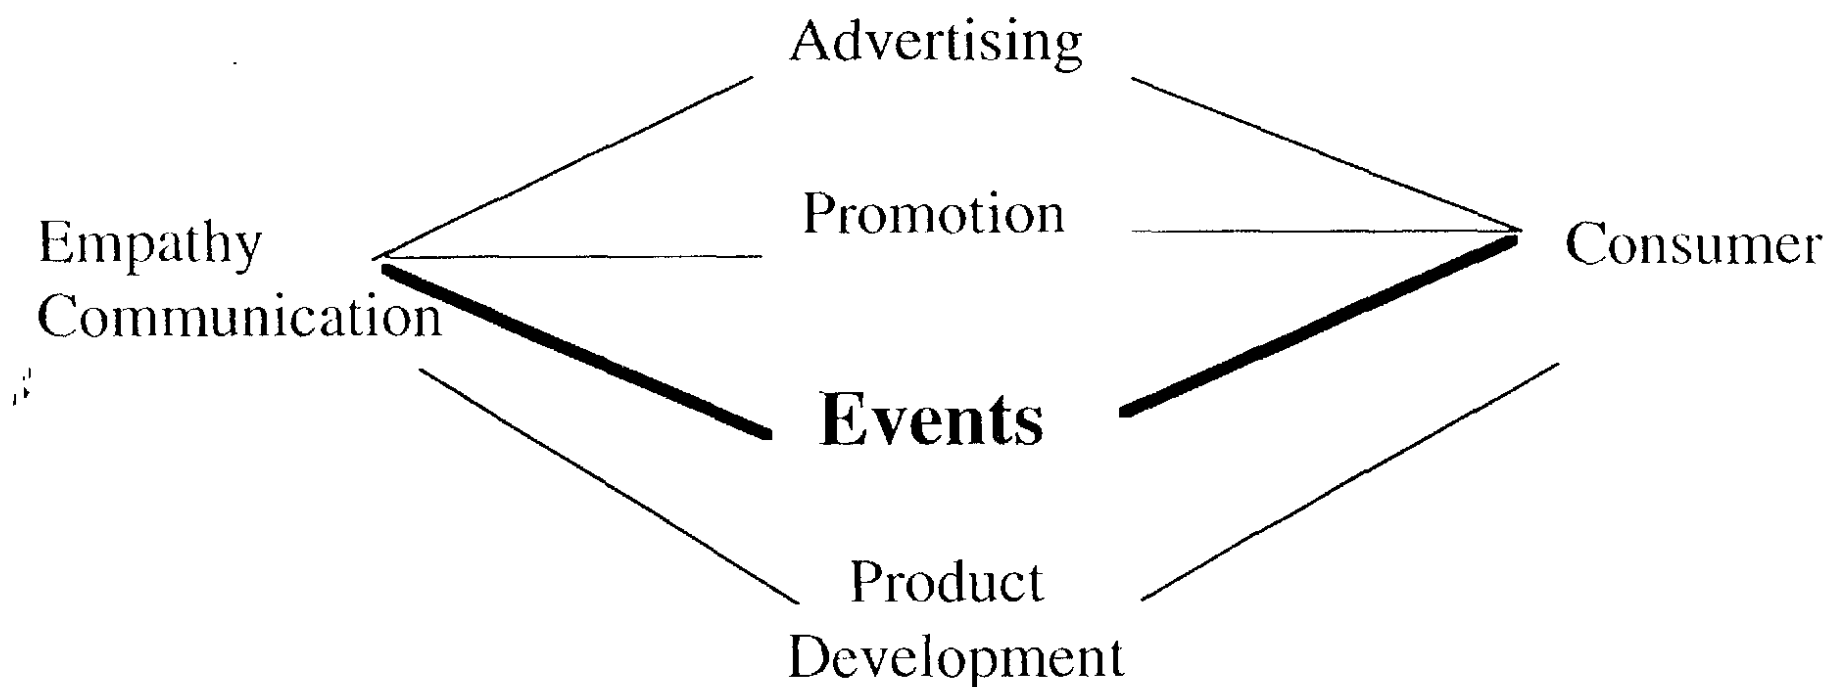 Advertising
Promotion
Empathy
Communication
Consumer
Events
Product
Development